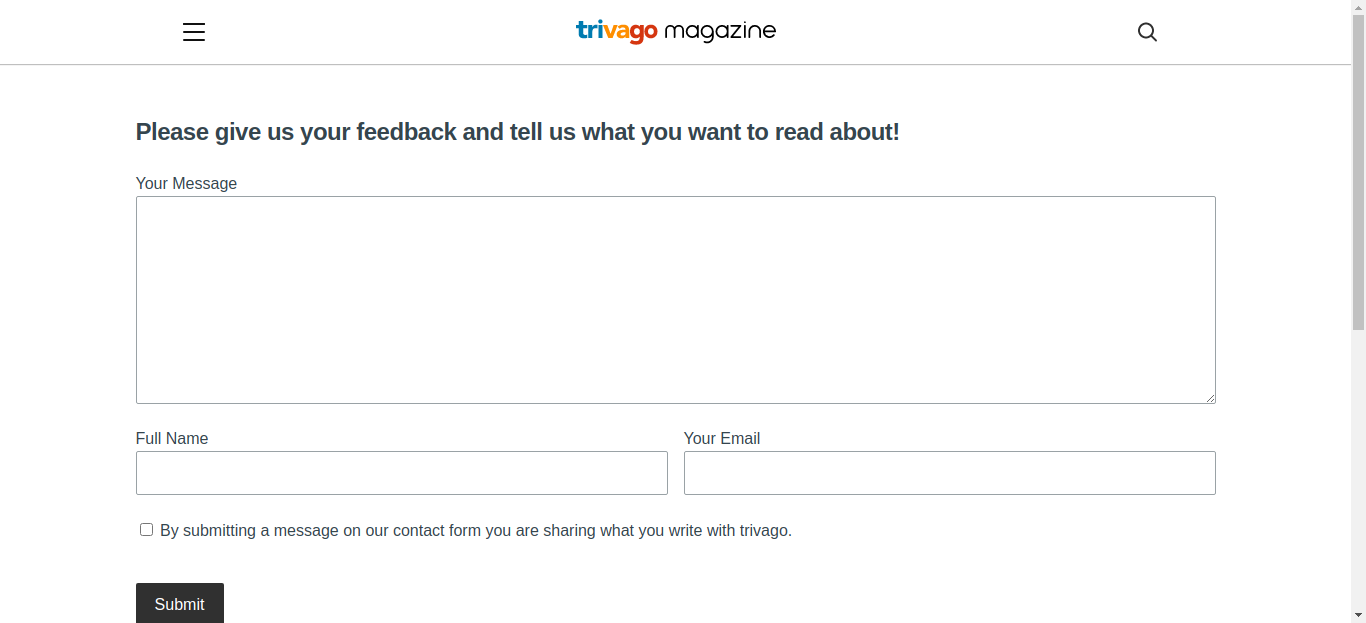 trivago magazine
Please give us your feedback and tell us what you want to read about!
Your Message
Full Name
Your Email
By submitting a message on our contact form you are sharing what you write with trivago.
Submit